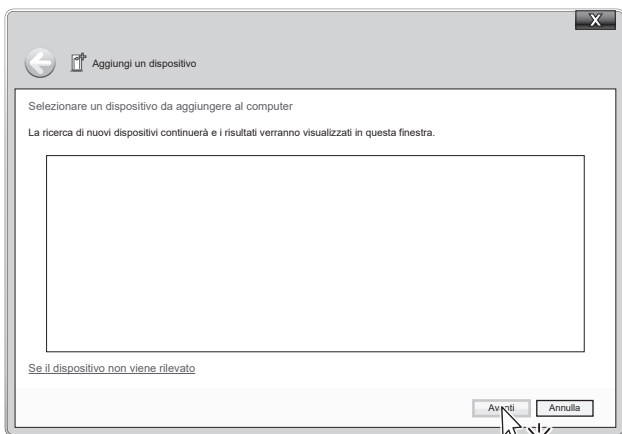 X
Aggiungi un dispositivo
Selezionare un dispositivo da aggiungere al computer
La ricerca di nuovi dispositivi continuerà e i risultati verranno visualizzati in questa finestra.
Se il dispositivo non viene rilevato
Avanti Annulla